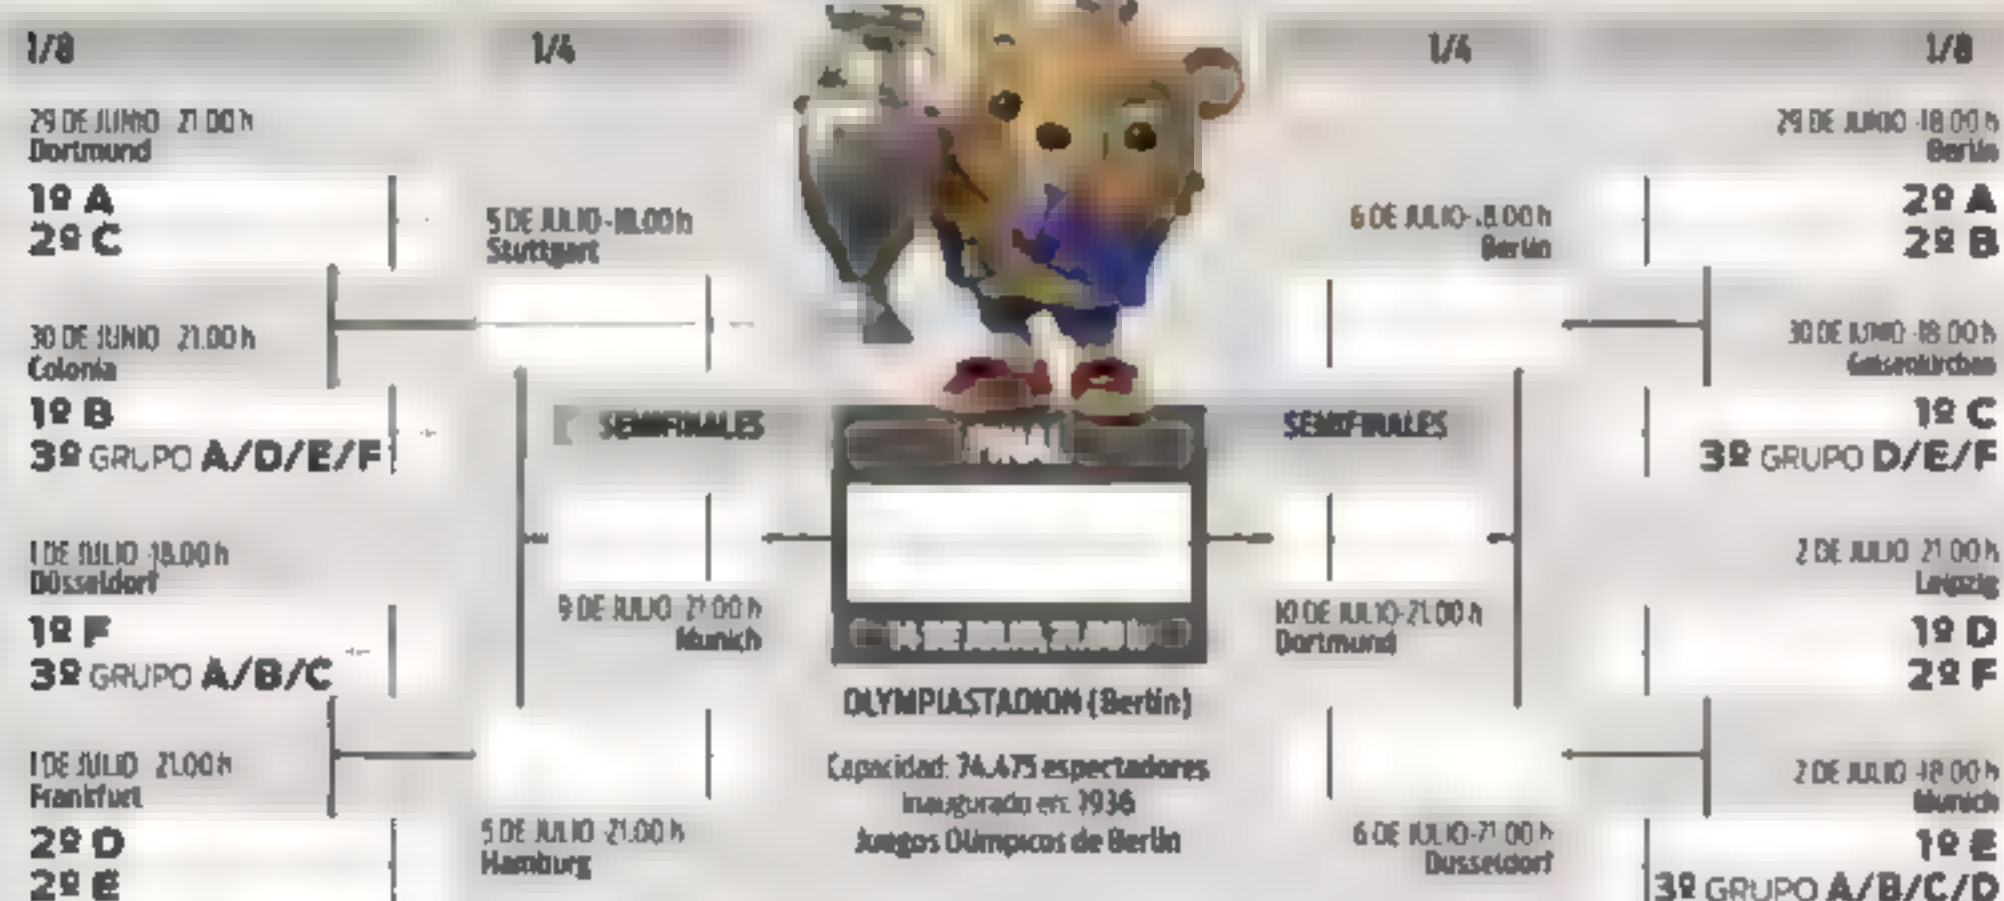 1/8
1/4
1/4
1/8
29 DE JUNIO 21.00 h
Dortmund
1º A
2º C
30 DE JUNIO 21.00 h
Colonia
1º B
3º GRUPO A/D/E/F
1 DE JULIO -18.00 h
Düsseldorf
1º F
3º GRUPO A/B/C
1 DE JULIO 21.00 h
Frankfurt
2º D
2º E
5 DE JULIO -18.00 h
Stuttgart
SEMIFINALES
9 DE JULIO 21.00 h
Munich
5 DE JULIO -21.00 h
Hamburg
OLYMPIASTADION (Berlín)
Capacidad: 74.475 espectadores
Inaugurado en: 1936
Juegos Olímpicos de Berlín
6 DE JULIO- 18.00 h
Berlín
SEMIFINALES
10 DE JULIO-21.00 h
Dortmund
6 DE JULIO-21.00 h
Dusseldorf
29 DE JUNIO -18.00 h
Berlín
2º A
2º B
30 DE JUNIO -18.00 h
Gelsenkirchen
1º C
3º GRUPO D/E/F
2 DE JULIO 21.00 h
Leipzig
1º D
2º F
2 DE JULIO -18.00 h
Munich
1º E
3º GRUPO A/B/C/D